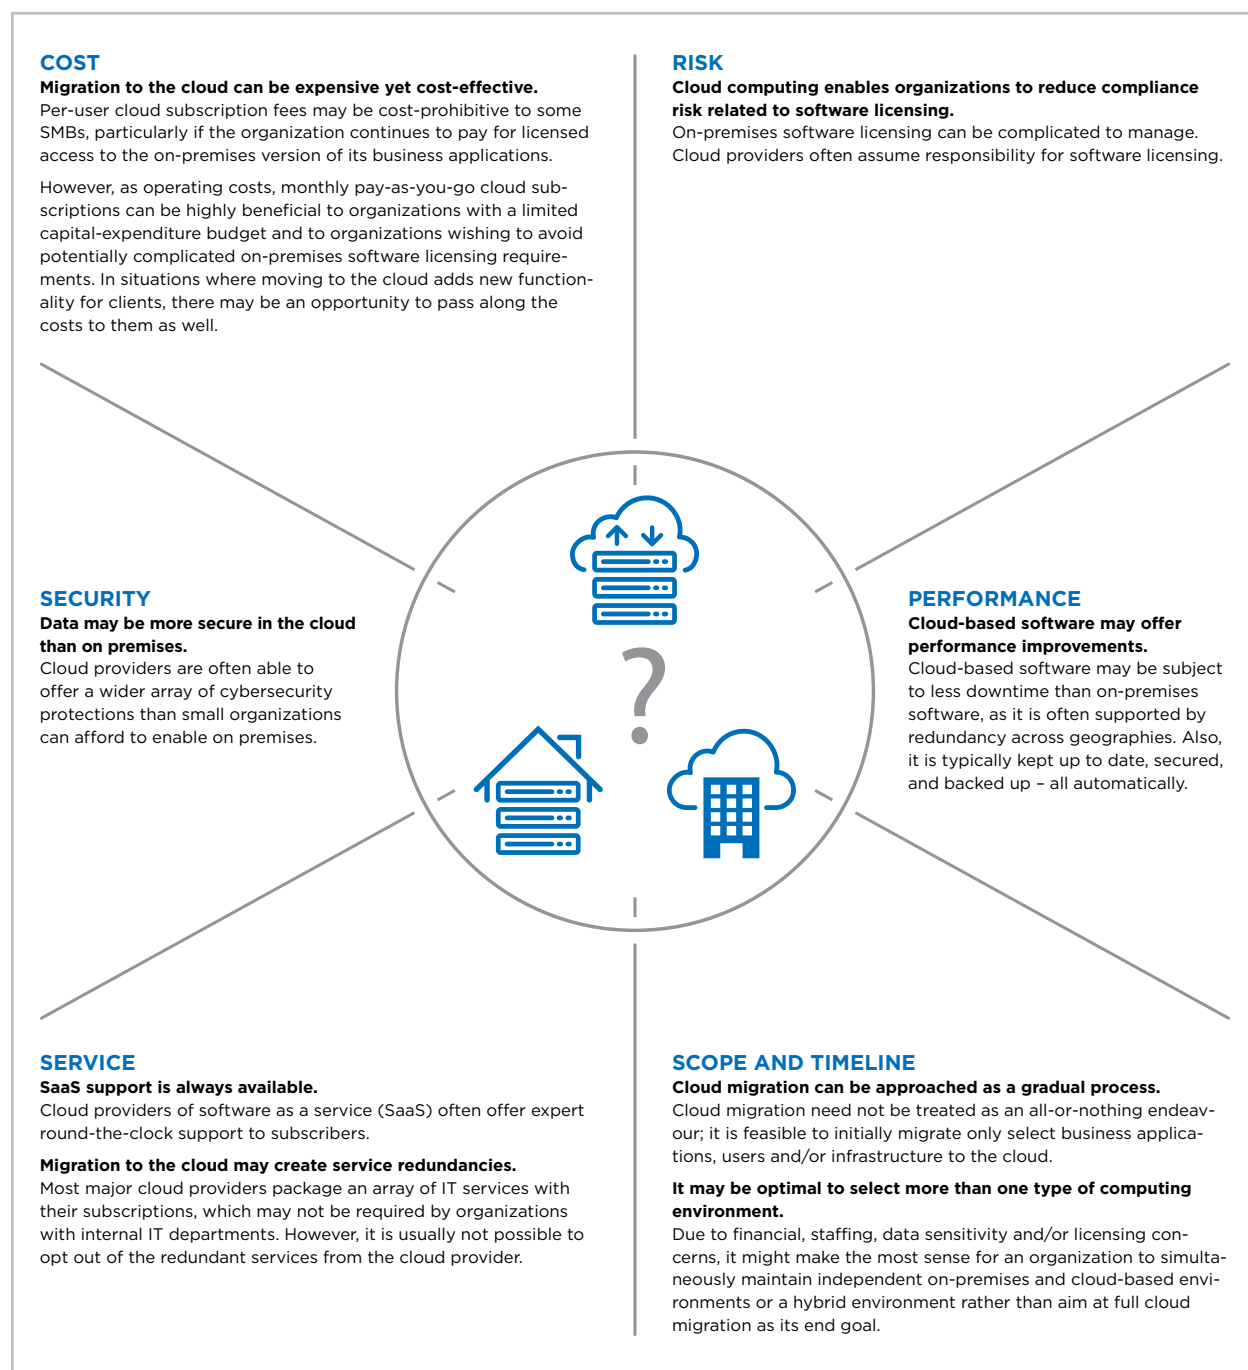 COST
Migration to the cloud can be expensive yet cost-effective.
Per-user cloud subscription fees may be cost-prohibitive to some
SMBs, particularly if the organization continues to pay for licensed
access to the on-premises version of its business applications.
However, as operating costs, monthly pay-as-you-go cloud sub-
scriptions can be highly beneficial to organizations with a limited
capital-expenditure budget and to organizations wishing to avoid
potentially complicated on-premises software licensing require-
ments. In situations where moving to the cloud adds new function-
ality for clients, there may be an opportunity to pass along the
costs to them as well.
RISK
Cloud computing enables organizations to reduce compliance
risk related to software licensing.
On-premises software licensing can be complicated to manage.
Cloud providers often assume responsibility for software licensing.
SECURITY
Data may be more secure in the cloud
than on premises.
Cloud providers are often able to
offer a wider array of cybersecurity
protections than small organizations
can afford to enable on premises.
?
PERFORMANCE
Cloud-based software may offer
performance improvements.
Cloud-based software may be subject
to less downtime than on-premises
software, as it is often supported by
redundancy across geographies. Also,
it is typically kept up to date, secured,
and backed up – all automatically.
SERVICE
SaaS support is always available.
Cloud providers of software as a service (SaaS) often offer expert
round-the-clock support to subscribers.
Migration to the cloud may create service redundancies.
Most major cloud providers package an array of IT services with
their subscriptions, which may not be required by organizations
with internal IT departments. However, it is usually not possible to
opt out of the redundant services from the cloud provider.
SCOPE AND TIMELINE
Cloud migration can be approached as a gradual process.
Cloud migration need not be treated as an all-or-nothing endeav-
our; it is feasible to initially migrate only select business applica-
tions, users and/or infrastructure to the cloud.
It may be optimal to select more than one type of computing
environment.
Due to financial, staffing, data sensitivity and/or licensing con-
cerns, it might make the most sense for an organization to simulta-
neously maintain independent on-premises and cloud-based envi-
ronments or a hybrid environment rather than aim at full cloud
migration as its end goal.